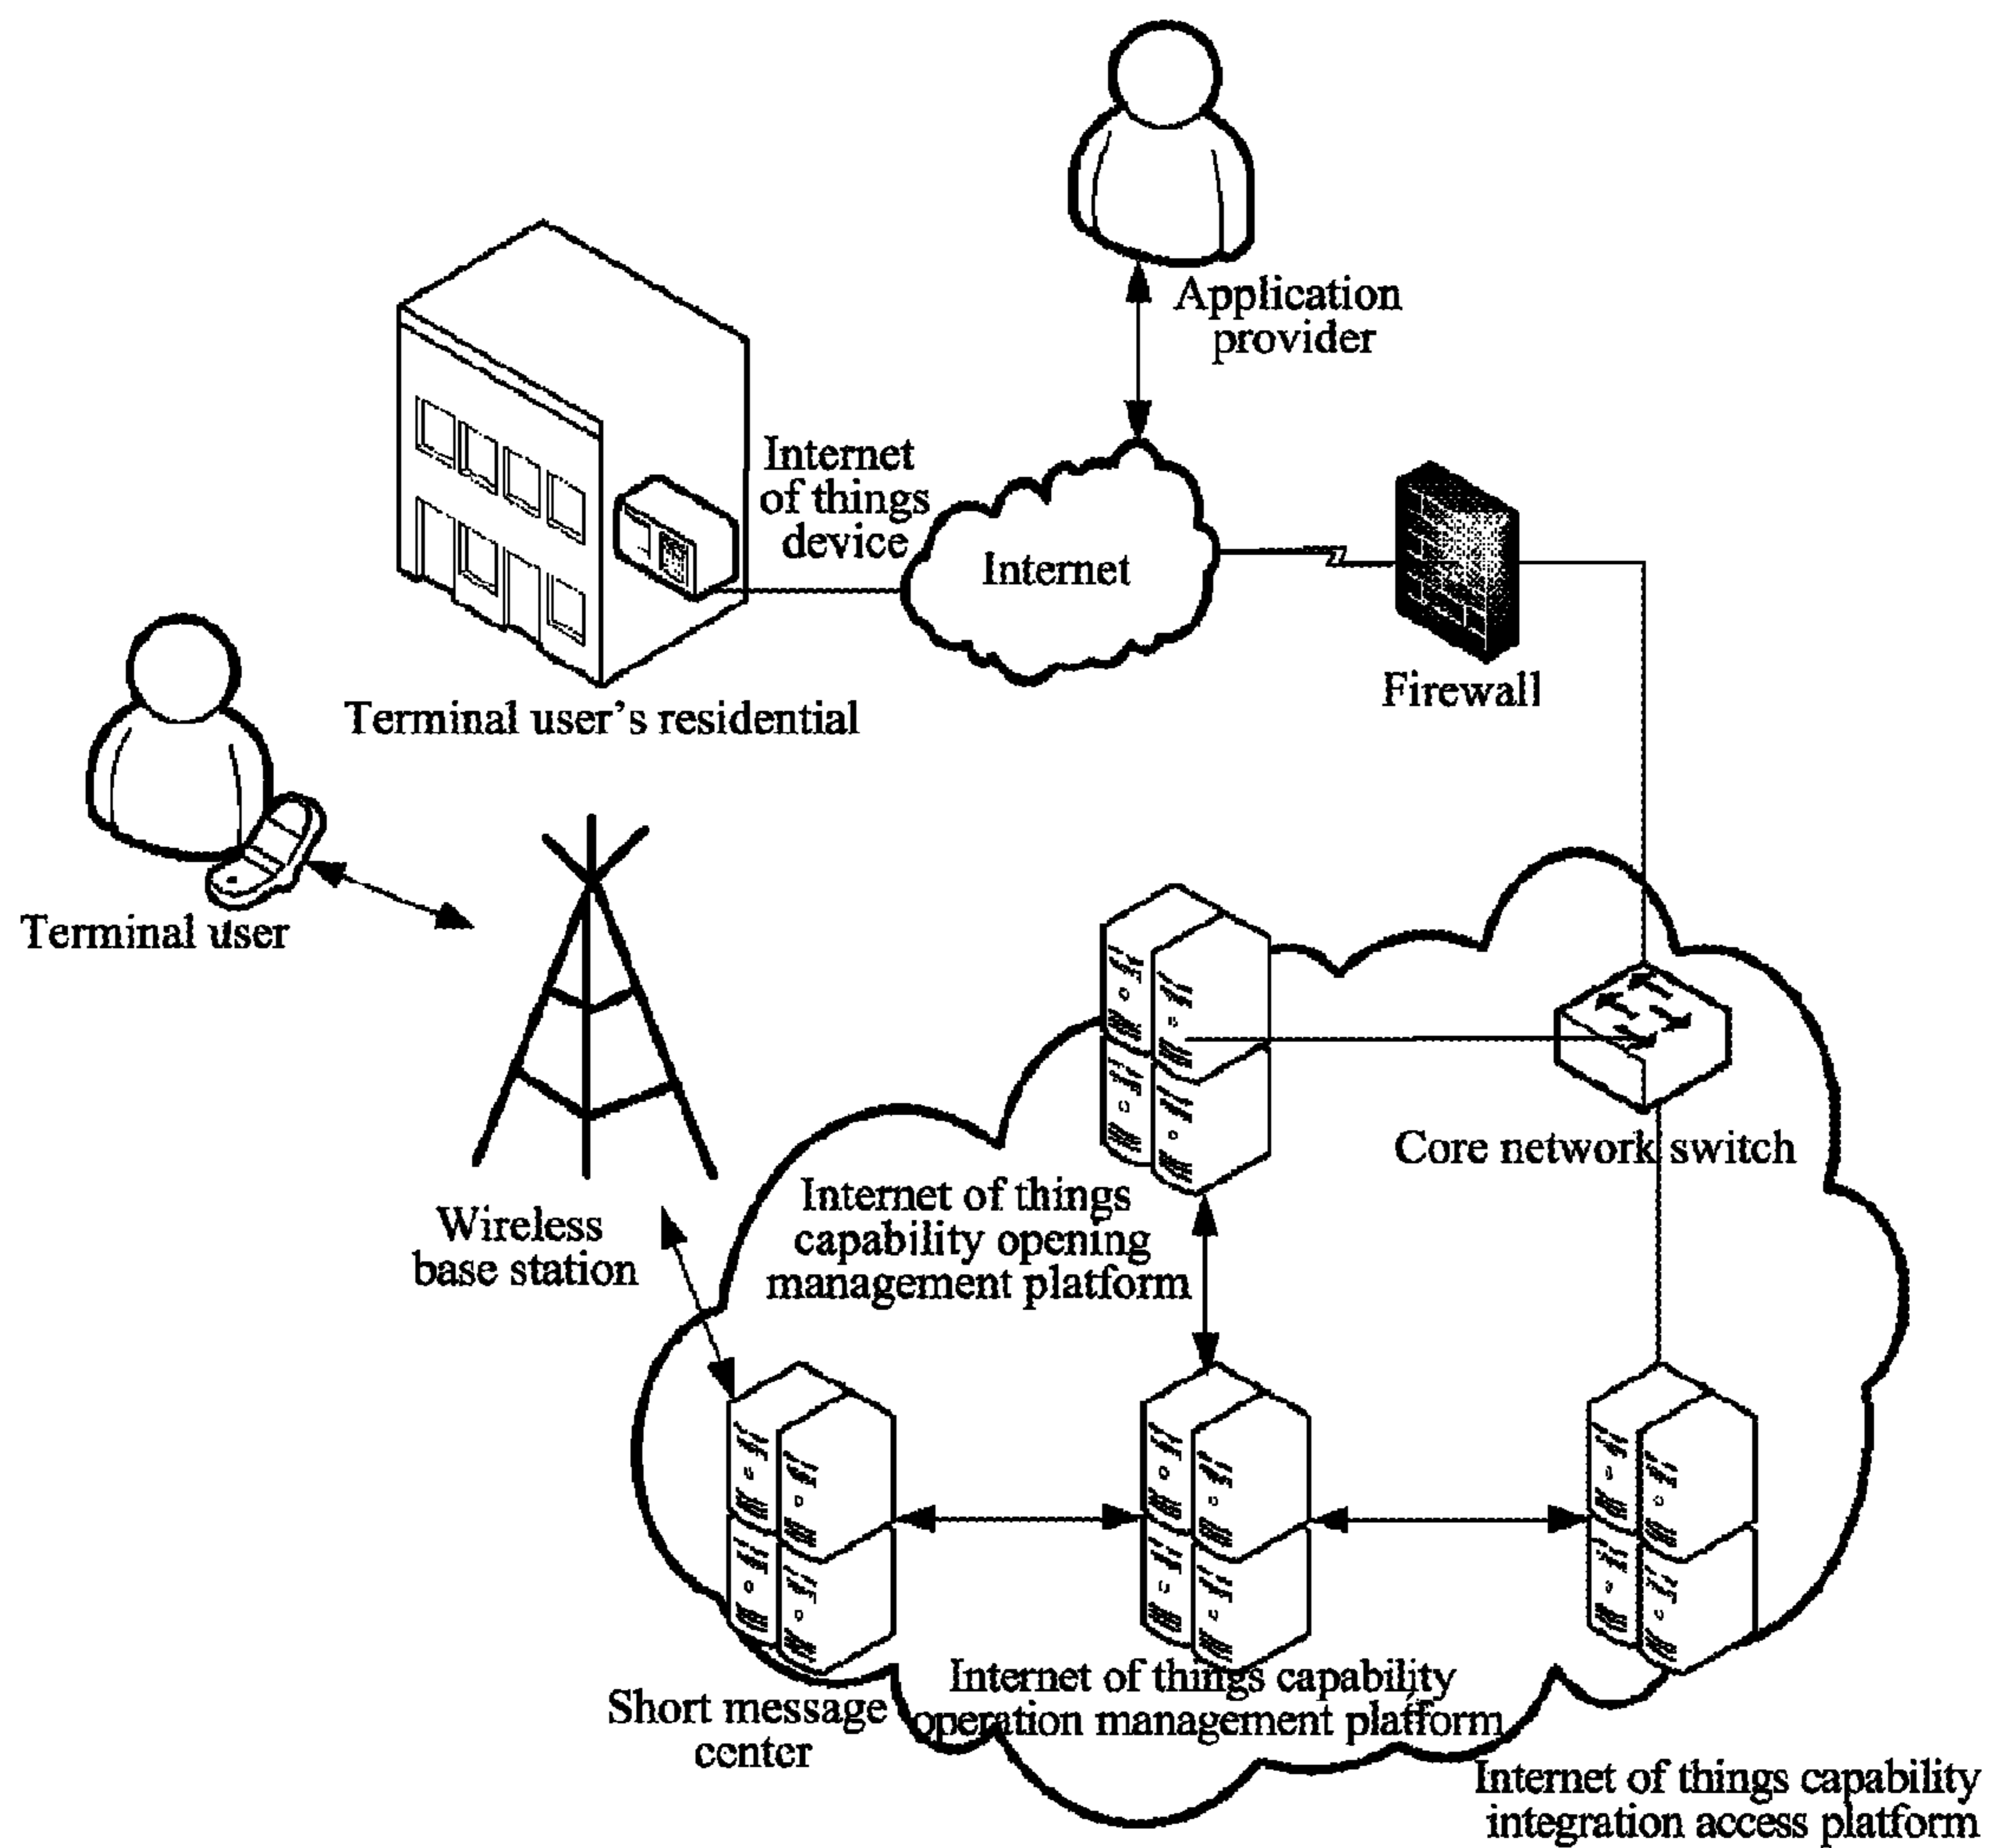 Application
provider
Internet
of things
device
Internet
Firewall
Terminal user's residential
Terminal user
Core network switch
Internet of things
capability opening
management platform
Wireless
base station
Internet of things capability
operation management platform
Short message
center
Internet of things capability
integration access platform